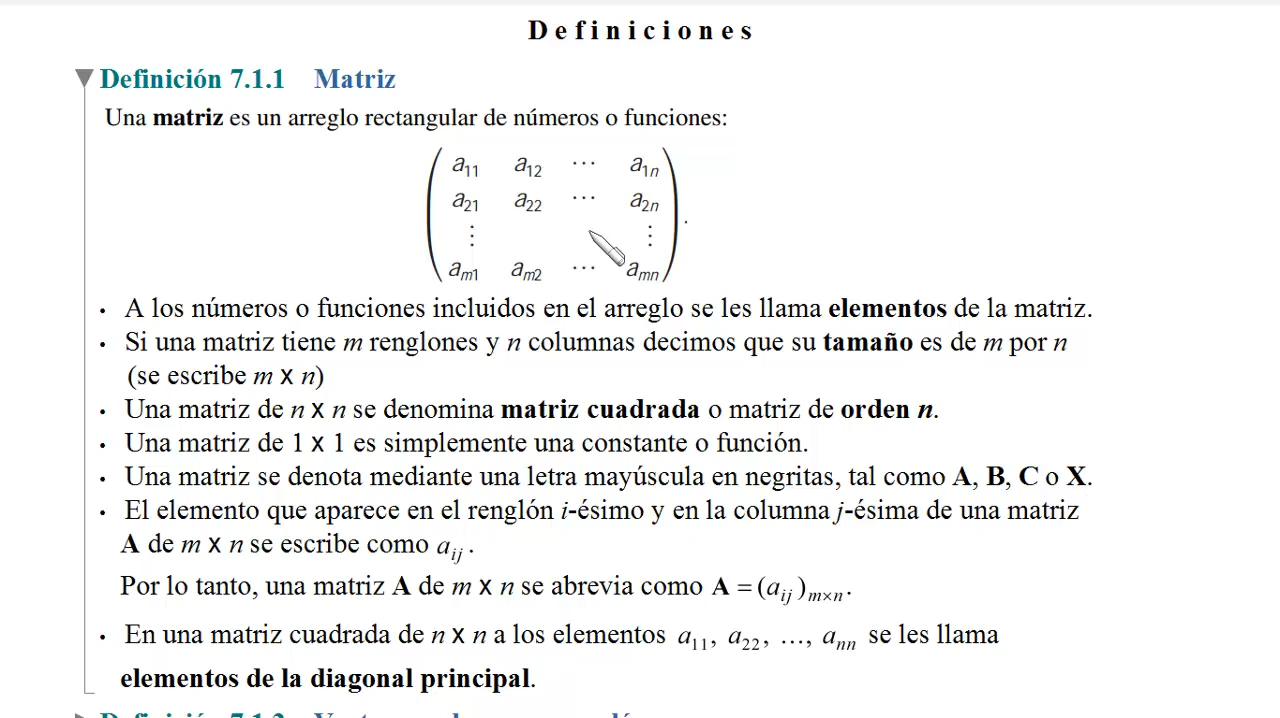 Definiciones
Definición 7.1.1 Matriz
Una matriz es un arreglo rectangular de números o funciones:
a11 a12 ⋯ a1n
a21 a22 ⋯ a2n
⋮ ⋮
am1 am2 ⋯ amn
.
• A los números o funciones incluidos en el arreglo se les llama elementos de la matriz.
• Si una matriz tiene m renglones y n columnas decimos que su tamaño es de m por n
(se escribe m x n)
• Una matriz de n x n se denomina matriz cuadrada o matriz de orden n.
• Una matriz de 1 x 1 es simplemente una constante o función.
• Una matriz se denota mediante una letra mayúscula en negritas, tal como A, B, C o X.
• El elemento que aparece en el renglón i-ésimo y en la columna j-ésima de una matriz
A de m x n se escribe como aij.
Por lo tanto, una matriz A de m x n se abrevia como A = (aij)m×n.
• En una matriz cuadrada de n x n a los elementos a11, a22, …, ann se les llama
elementos de la diagonal principal.